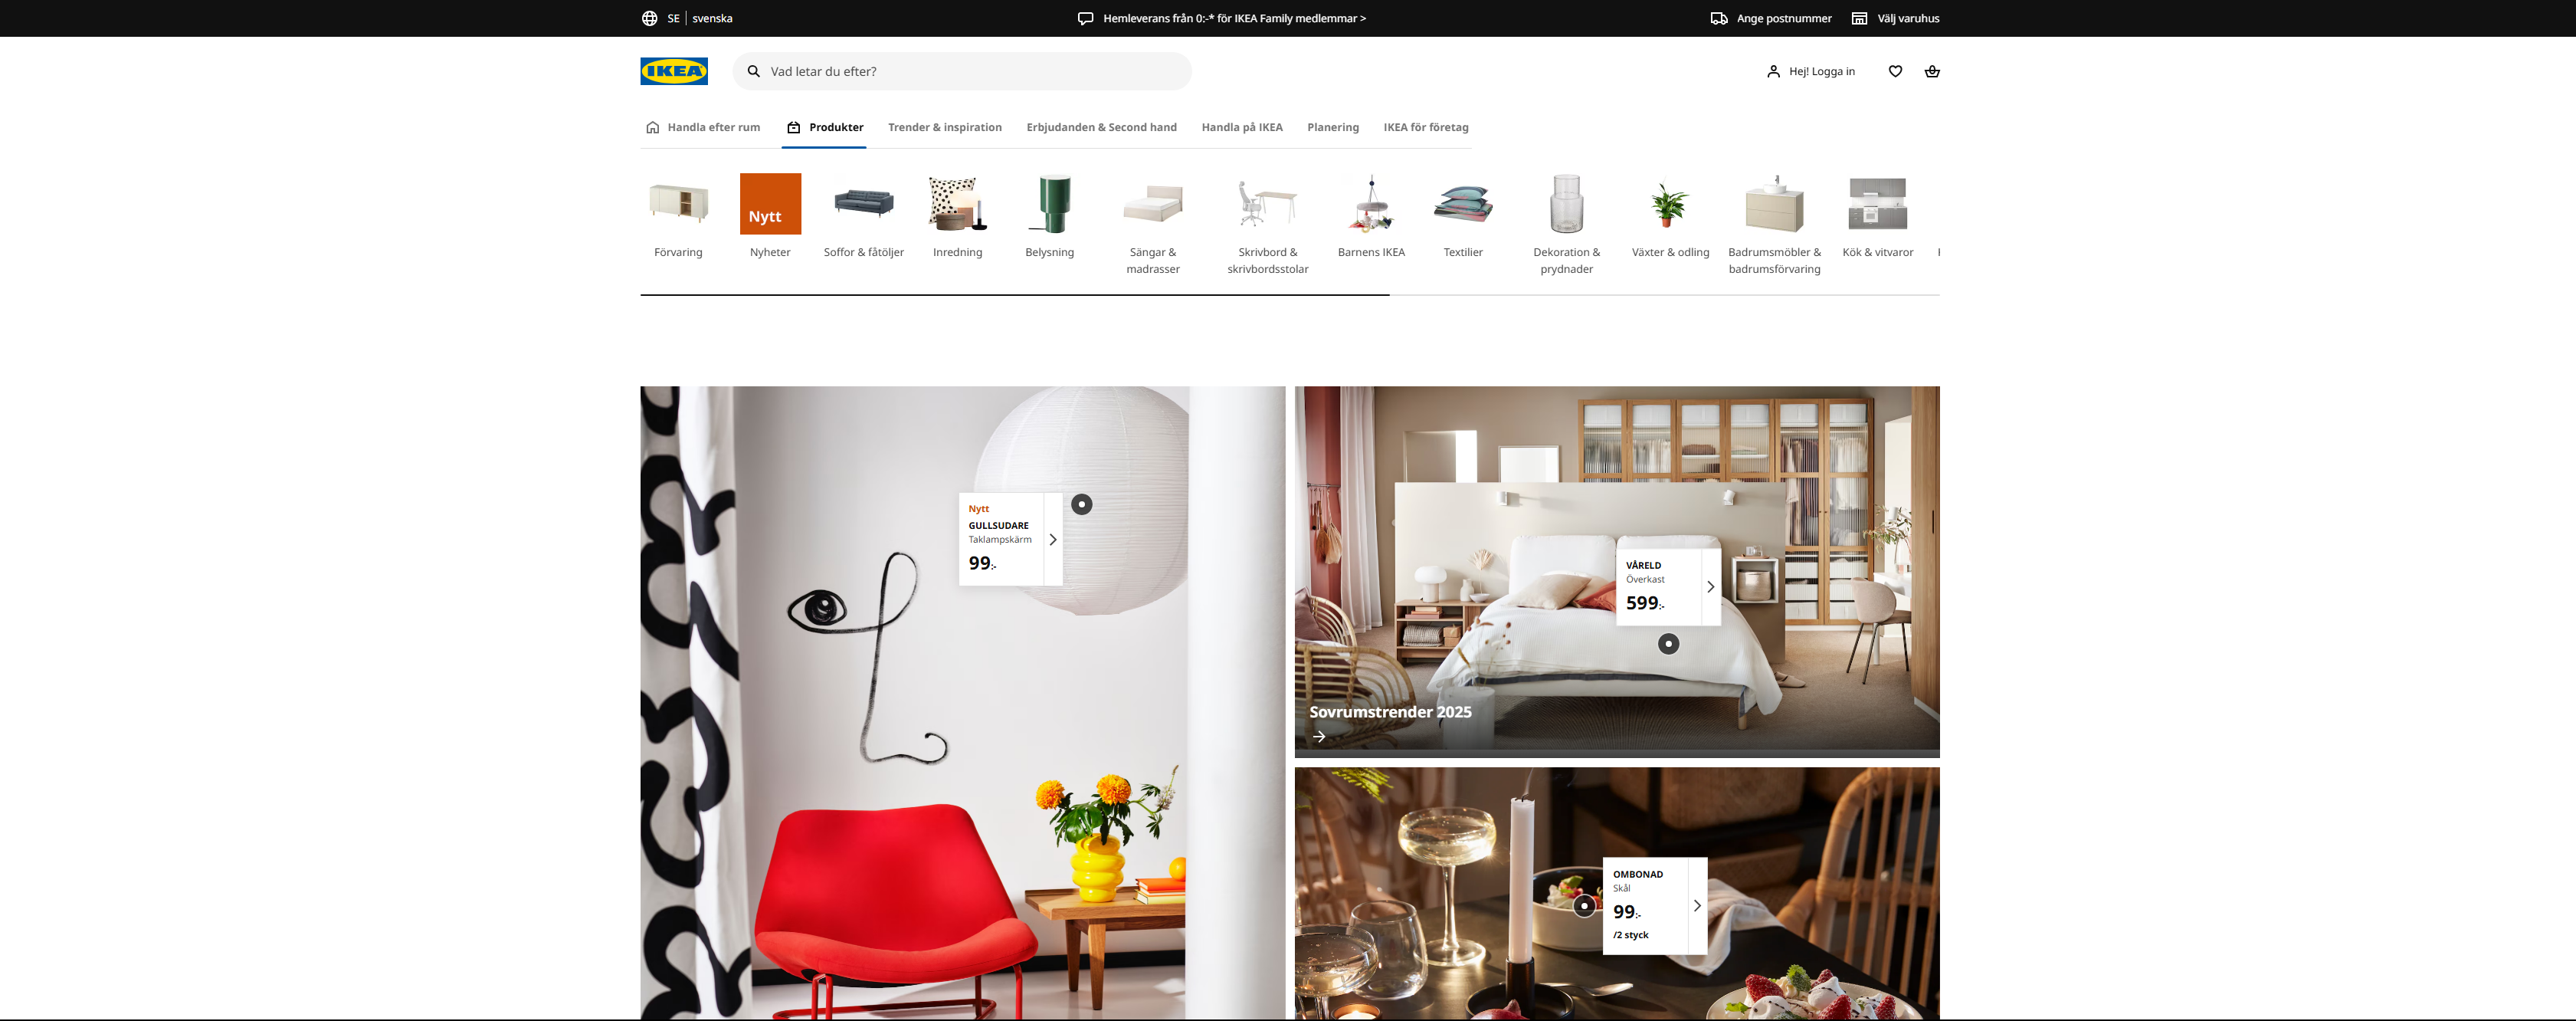 SE svenska
Hemleverans från 0:-* för IKEA Family medlemmar >
Ange postnummer
Välj varuhus
IKEA
Vad letar du efter?
Hej! Logga in
Handla efter rum
Produkter
Trender & inspiration
Erbjudanden & Second hand
Handla på IKEA
Planering
IKEA för företag
Nytt
Förvaring
Nyheter
Soffor & fåtöljer
Inredning
Belysning
Sängar &
madrasser
Skrivbord &
skrivbordsstolar
Barnens IKEA
Textilier
Dekoration &
prydnader
Växter & odling
Badrumsmöbler &
badrumsförvaring
Kök & vitvaror
Nytt
GULLSUDARE
Taklampskärm
99:-
VÅRELD
Överkast
599:-
Sovrumstrender 2025
OMBONAD
Skål
99:-
/2 styck